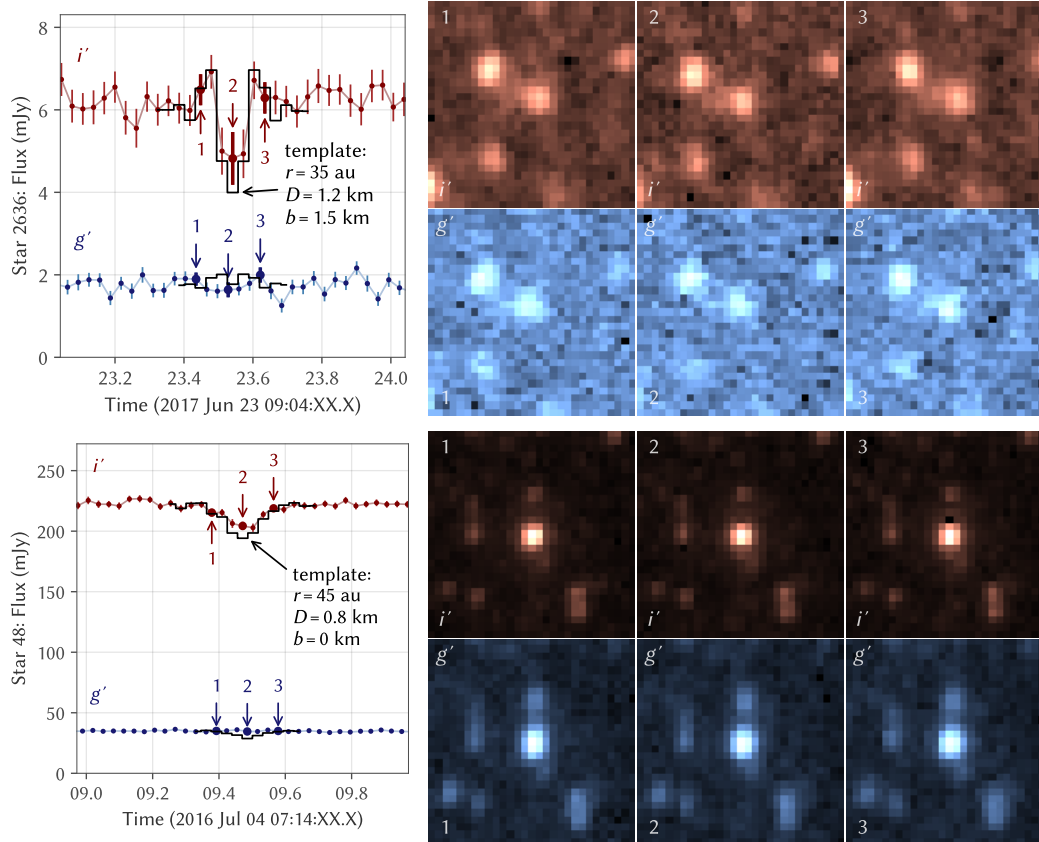 8
6
4
2
0
Star 2636: Flux (mJy)
i′
1
2
3
template:
r = 35 au
D = 1.2 km
b = 1.5 km
g′
1
2
3
23.2 23.4 23.6 23.8 24.0
Time (2017 Jun 23 09:04:XX.X)
1 2 3
i′ i′ i′
g′ g′ g′
1 2 3
250
200
150
100
50
0
Star 48: Flux (mJy)
i′
1
2
3
template:
r = 45 au
D = 0.8 km
b = 0 km
g′
1 2 3
09.0 09.2 09.4 09.6 09.8
Time (2016 Jul 04 07:14:XX.X)
1 2 3
i′ i′ i′
g′ g′ g′
1 2 3